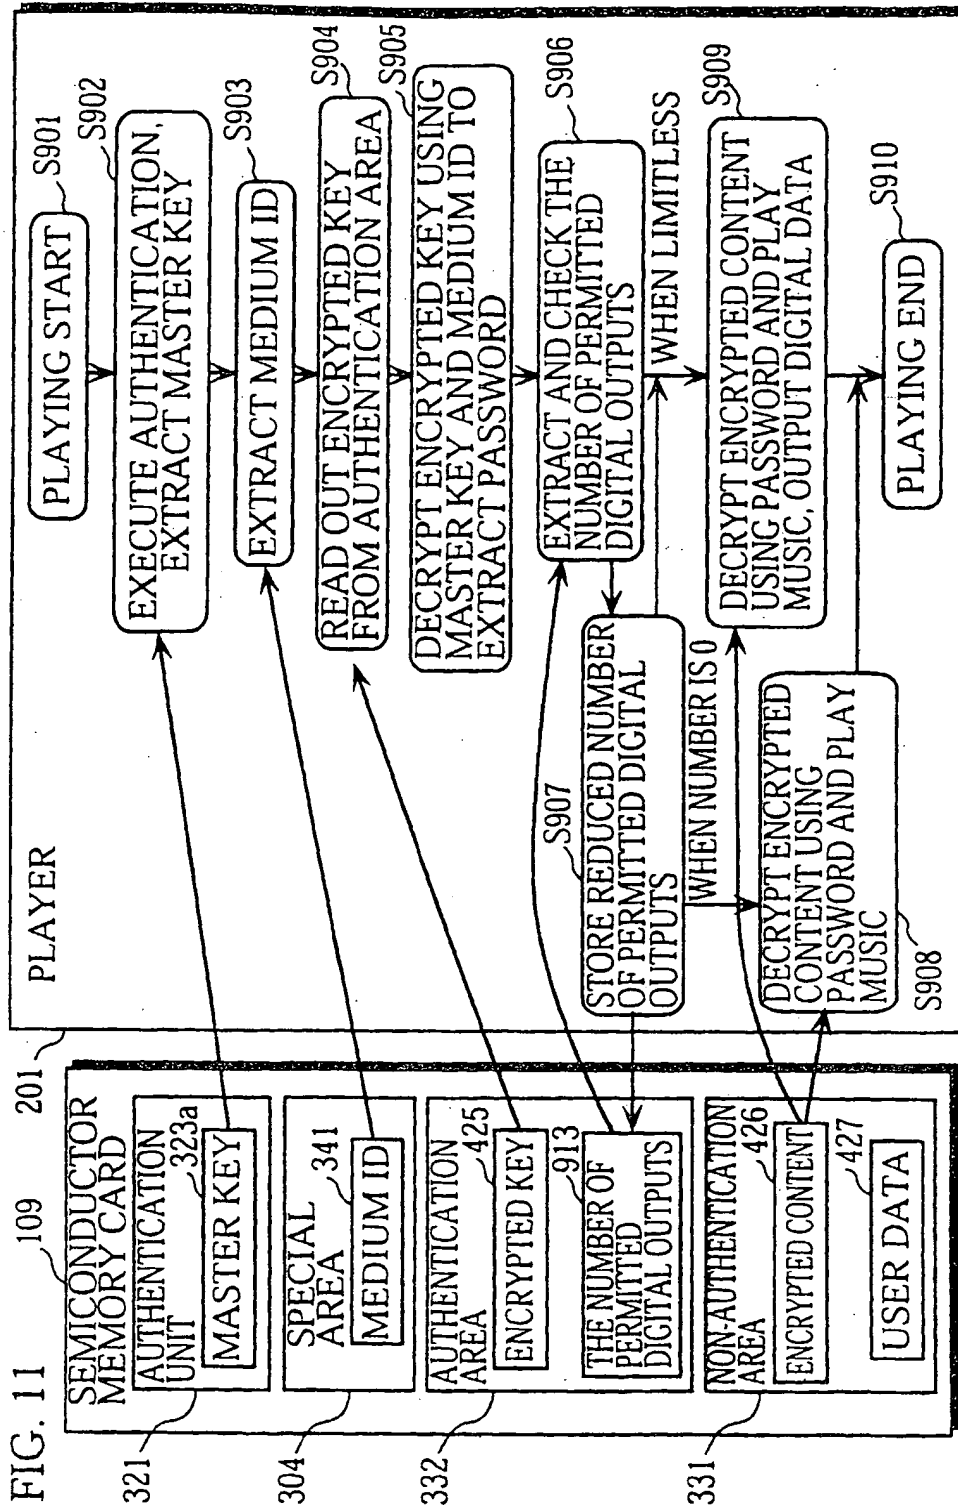 FIG. 11
109
SEMICONDUCTOR
MEMORY CARD
321
AUTHENTICATION
UNIT
323a
MASTER KEY
304
SPECIAL
AREA
341
MEDIUM ID
332
AUTHENTICATION
AREA
425
ENCRYPTED KEY
913
THE NUMBER OF
PERMITTED
DIGITAL OUTPUTS
331
NON-AUTHENTICATION
AREA
426
ENCRYPTED CONTENT
427
USER DATA
201
PLAYER
PLAYING START
S901
EXECUTE AUTHENTICATION,
EXTRACT MASTER KEY
S902
EXTRACT MEDIUM ID
S903
READ OUT ENCRYPTED KEY
FROM AUTHENTICATION AREA
S904
DECRYPT ENCRYPTED KEY USING
MASTER KEY AND MEDIUM ID TO
EXTRACT PASSWORD
S905
EXTRACT AND CHECK THE
NUMBER OF PERMITTED
DIGITAL OUTPUTS
S906
S907
STORE REDUCED NUMBER
OF PERMITTED DIGITAL
OUTPUTS
WHEN LIMITLESS
WHEN NUMBER IS 0
DECRYPT ENCRYPTED
CONTENT USING
PASSWORD AND PLAY
MUSIC
S908
DECRYPT ENCRYPTED CONTENT
USING PASSWORD AND PLAY
MUSIC, OUTPUT DIGITAL DATA
S909
PLAYING END
S910